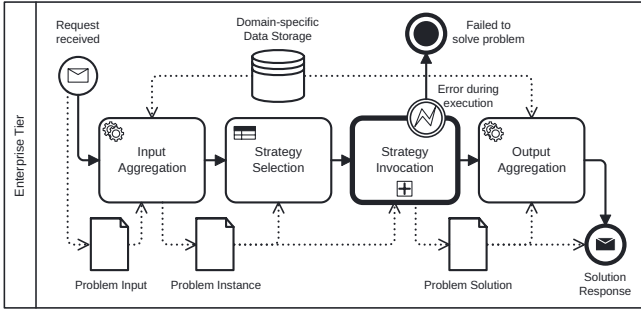 Enterprise Tier
Request
received
Domain-specific
Data Storage
Failed to
solve problem
Error during
execution
Input
Aggregation
Strategy
Selection
Strategy
Invocation
Output
Aggregation
Problem Input
Problem Instance
Problem Solution
Solution
Response